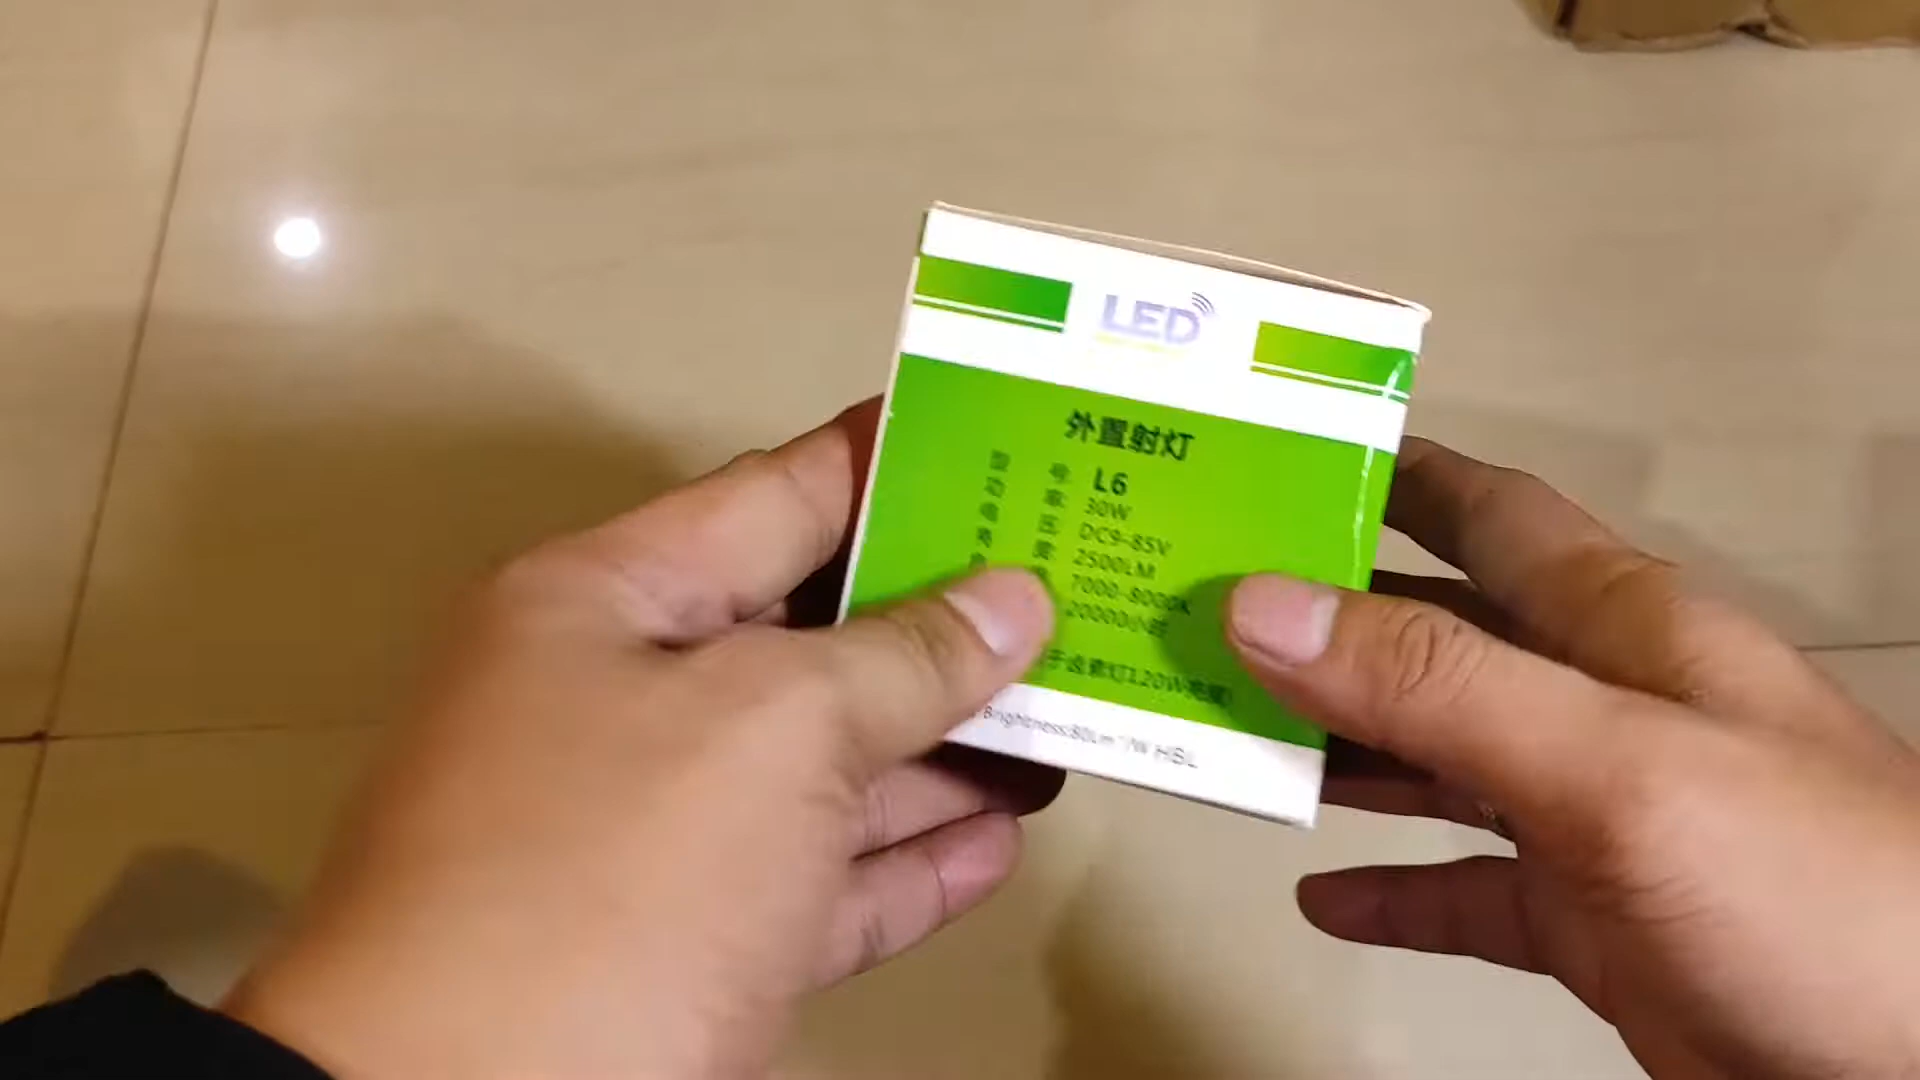 LED
外置射灯
型 号 L6
功 率 30W
电 压 DC9-85V
亮 度 2500LM
7000-8000K
20000小时
于卤素灯120W亮度
Brightness:80Lm /W HBL